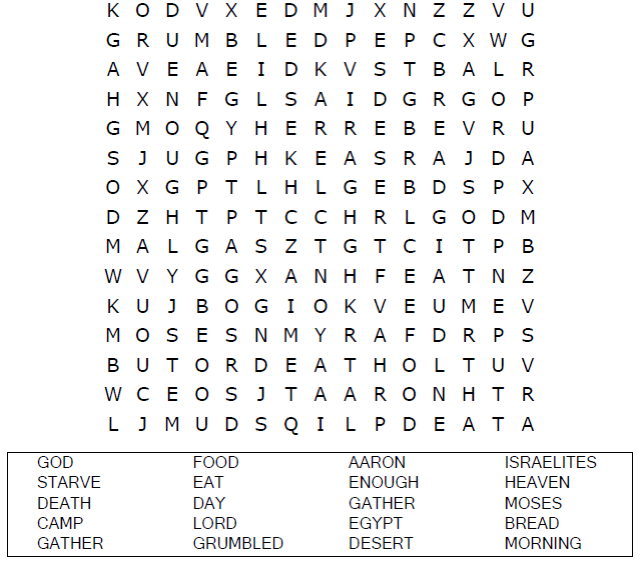 K O D V X E D M J X N Z Z V U
G R U M B L E D P E P C X W G
A V E A E I D K V S T B A L R
H X N F G L S A I D G R G O P
G M O Q Y H E R R E B E V R U
S J U G P H K E A S R A J D A
O X G P T L H L G E B D S P X
D Z H T P T C C H R L G O D M
M A L G A S Z T G T C I T P B
W V Y G G X A N H F E A T N Z
K U J B O G I O K V E U M E V
M O S E S N M Y R A F D R P S
B U T O R D E A T H O L T U V
W C E O S J T A A R O N H T R
L J M U D S Q I L P D E A T A
GOD FOOD AARON ISRAELITES
STARVE EAT ENOUGH HEAVEN
DEATH DAY GATHER MOSES
CAMP LORD EGYPT BREAD
GATHER GRUMBLED DESERT MORNING